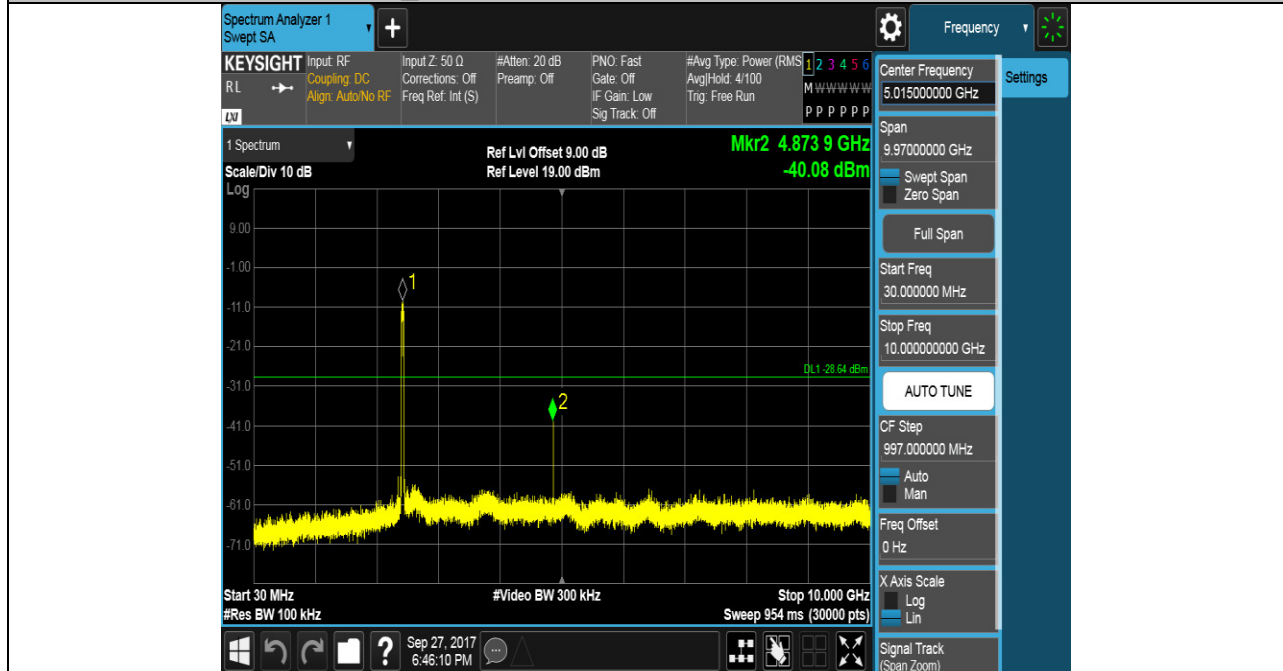 Spectrum Analyzer 1
Swept SA
+
Frequency
KEYSIGHT
RL
LXI
Input: RF
Coupling: DC
Align: Auto/No RF
Input Z: 50 Ω
Corrections: Off
Freq Ref: Int (S)
#Atten: 20 dB
Preamp: Off
PNO: Fast
Gate: Off
IF Gain: Low
Sig Track: Off
#Avg Type: Power (RMS
Avg|Hold: 4/100
Trig: Free Run
1 2 3 4 5 6
M W W W W W
P P P P P P
1 Spectrum
Scale/Div 10 dB
Ref Lvl Offset 9.00 dB
Ref Level 19.00 dBm
Mkr2 4.873 9 GHz
-40.08 dBm
Log
9.00
-1.00
-11.0
-21.0
-31.0
-41.0
-51.0
-61.0
-71.0
1
2
DL1 -28.64 dBm
Start 30 MHz
#Video BW 300 kHz
Stop 10.000 GHz
#Res BW 100 kHz
Sweep 954 ms (30000 pts)
?
Sep 27, 2017
6:46:10 PM
Center Frequency
5.015000000 GHz
Settings
Span
9.97000000 GHz
Swept Span
Zero Span
Full Span
Start Freq
30.000000 MHz
Stop Freq
10.000000000 GHz
AUTO TUNE
CF Step
997.000000 MHz
Auto
Man
Freq Offset
0 Hz
X Axis Scale
Log
Lin
Signal Track
(Span Zoom)